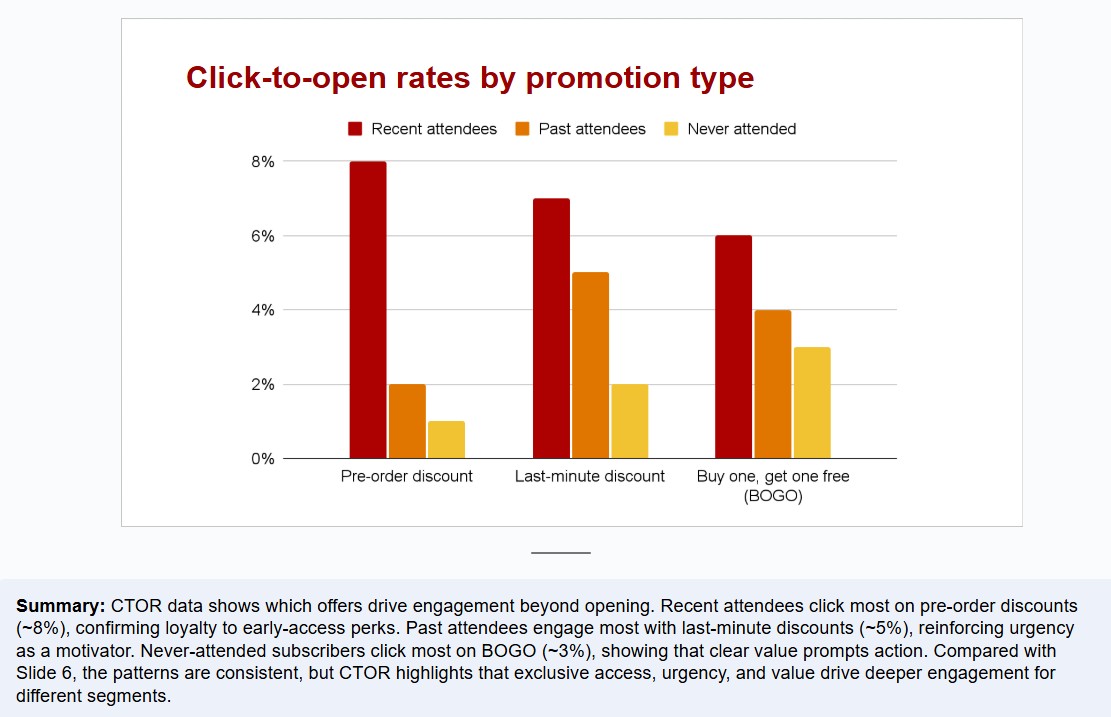 Click-to-open rates by promotion type
Recent attendees Past attendees Never attended
8%
6%
4%
2%
0%
Pre-order discount Last-minute discount Buy one, get one free
(BOGO)
Summary: CTOR data shows which offers drive engagement beyond opening. Recent attendees click most on pre-order discounts
(~8%), confirming loyalty to early-access perks. Past attendees engage most with last-minute discounts (~5%), reinforcing urgency
as a motivator. Never-attended subscribers click most on BOGO (~3%), showing that clear value prompts action. Compared with
Slide 6, the patterns are consistent, but CTOR highlights that exclusive access, urgency, and value drive deeper engagement for
different segments.